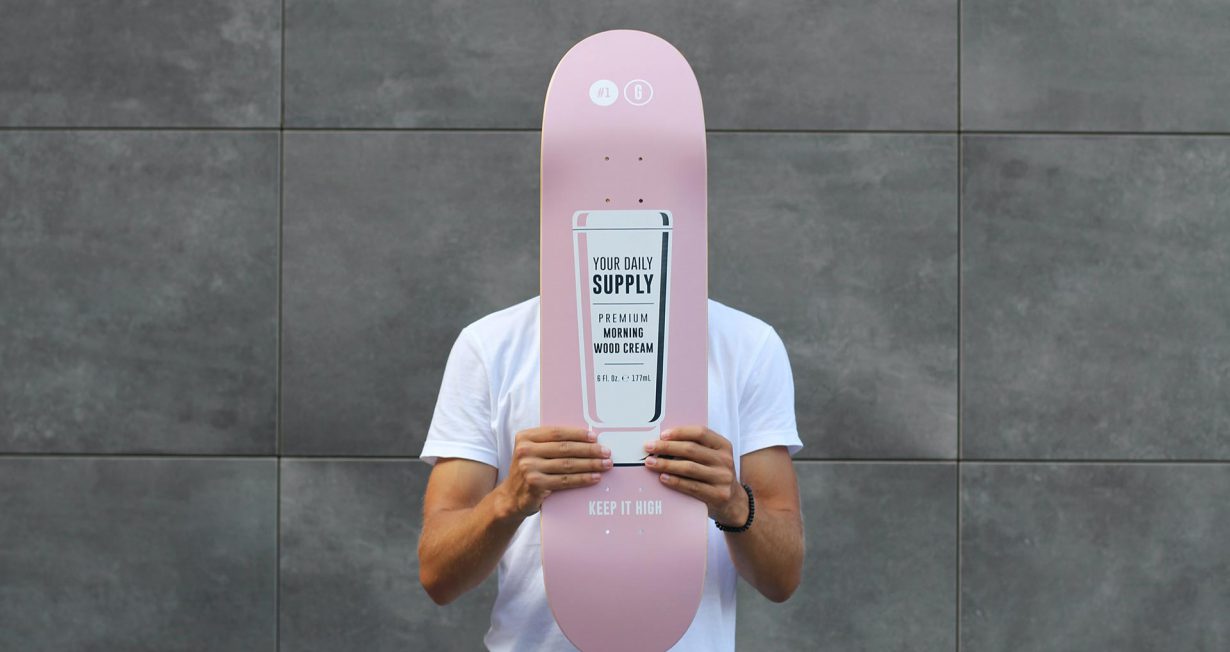 #1 G
YOUR DAILY
SUPPLY
PREMIUM
MORNING
WOOD CREAM
6 Fl. Oz. 177mL
KEEP IT HIGH